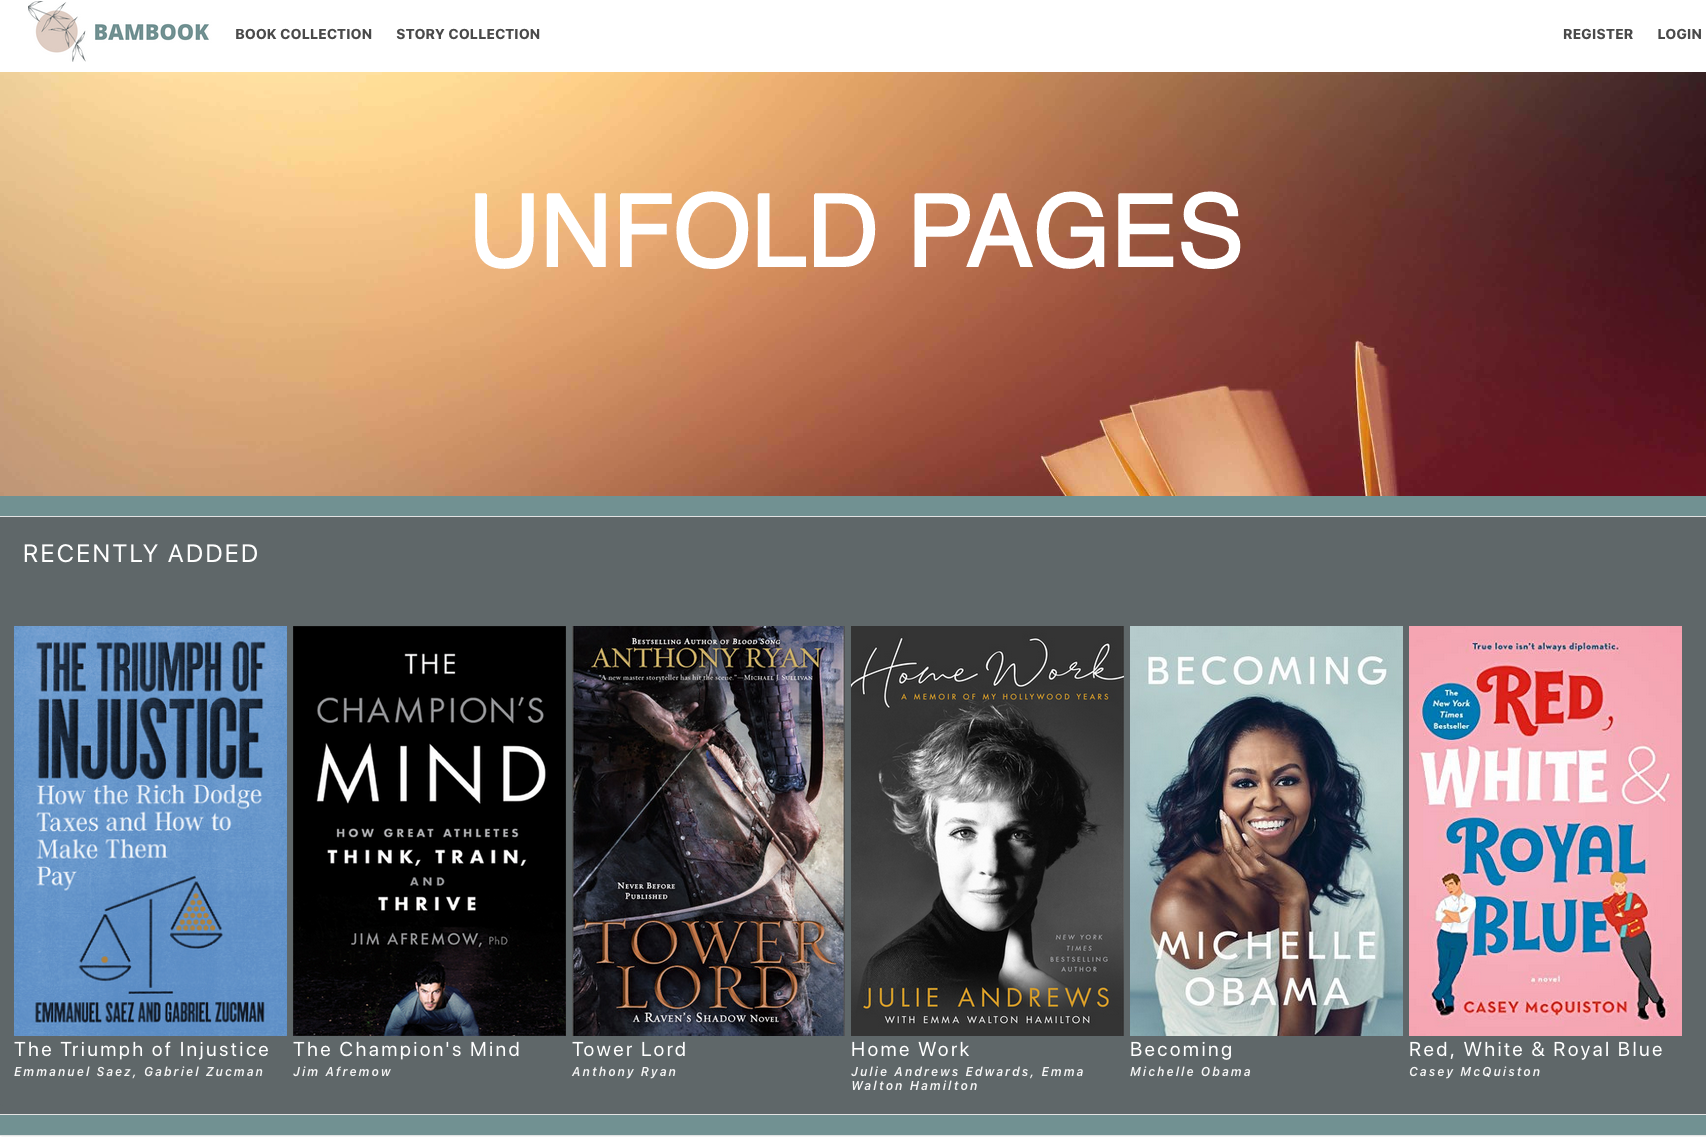 BAMBOOK
BOOK COLLECTION
STORY COLLECTION
REGISTER
LOGIN
UNFOLD PAGES
RECENTLY ADDED
THE TRIUMPH OF
INJUSTICE
How the Rich Dodge
Taxes and How to
Make Them
Pay
EMMANUEL SAEZ AND GABRIEL ZUCMAN
The Triumph of Injustice
Emmanuel Saez, Gabriel Zucman
THE
CHAMPION'S
MIND
HOW GREAT ATHLETES
THINK, TRAIN,
AND
THRIVE
JIM AFREMOW, PhD
The Champion's Mind
Jim Afremow
BESTSELLING AUTHOR OF BLOOD SONG
ANTHONY RYAN
"A new master storyteller has hit the scene."—MICHAEL J. SULLIVAN
NEVER BEFORE
PUBLISHED
TOWER
LORD
A RAVEN'S SHADOW NOVEL
Tower Lord
Anthony Ryan
Home Work
A MEMOIR OF MY HOLLYWOOD YEARS
NEW YORK
TIMES
BESTSELLING
AUTHOR
JULIE ANDREWS
WITH EMMA WALTON HAMILTON
Home Work
Julie Andrews Edwards, Emma
Walton Hamilton
BECOMING
MICHELLE
OBAMA
Becoming
Michelle Obama
True love isn't always diplomatic.
The
New York
Times
Bestseller
RED,
WHITE &
ROYAL
BLUE
a novel
CASEY McQUISTON
Red, White & Royal Blue
Casey McQuiston